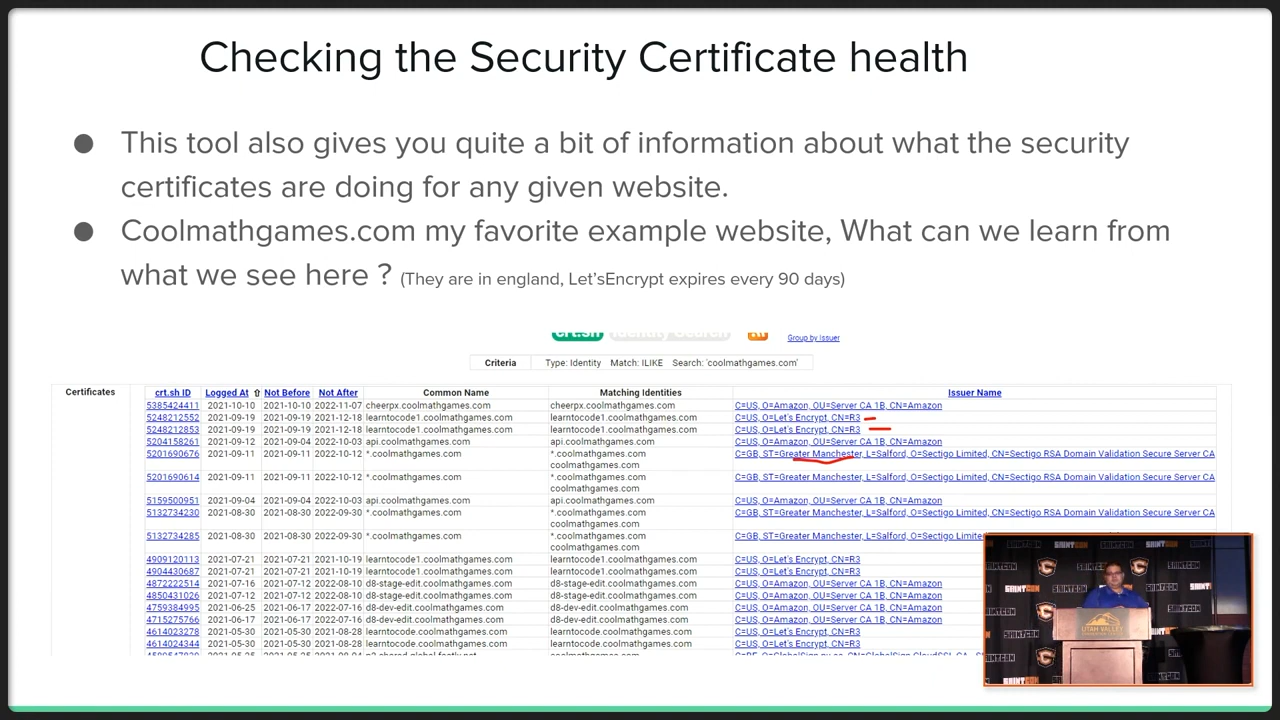 Checking the Security Certificate health
● This tool also gives you quite a bit of information about what the security
certificates are doing for any given website.
● Coolmathgames.com my favorite example website, What can we learn from
what we see here ? (They are in england, Let'sEncrypt expires every 90 days)
crt.sh Identity Search Group by Issuer
Criteria Type: Identity Match: ILIKE Search: 'coolmathgames.com'
Certificates crt.sh ID Logged At ⇧ Not Before Not After Common Name Matching Identities Issuer Name
5385424411 2021-10-10 2021-10-10 2022-11-07 cheerpx.coolmathgames.com cheerpx.coolmathgames.com C=US, O=Amazon, OU=Server CA 1B, CN=Amazon
5248212552 2021-09-19 2021-09-19 2021-12-18 learntocode1.coolmathgames.com learntocode1.coolmathgames.com C=US, O=Let's Encrypt, CN=R3
5248212853 2021-09-19 2021-09-19 2021-12-18 learntocode1.coolmathgames.com learntocode1.coolmathgames.com C=US, O=Let's Encrypt, CN=R3
5204158261 2021-09-12 2021-09-04 2022-10-03 api.coolmathgames.com api.coolmathgames.com C=US, O=Amazon, OU=Server CA 1B, CN=Amazon
5201690676 2021-09-11 2021-09-11 2022-10-12 *.coolmathgames.com *.coolmathgames.com C=GB, ST=Greater Manchester, L=Salford, O=Sectigo Limited, CN=Sectigo RSA Domain Validation Secure Server CA
coolmathgames.com
5201690614 2021-09-11 2021-09-11 2022-10-12 *.coolmathgames.com *.coolmathgames.com C=GB, ST=Greater Manchester, L=Salford, O=Sectigo Limited, CN=Sectigo RSA Domain Validation Secure Server CA
coolmathgames.com
5159500951 2021-09-04 2021-09-04 2022-10-03 api.coolmathgames.com api.coolmathgames.com C=US, O=Amazon, OU=Server CA 1B, CN=Amazon
5132734230 2021-08-30 2021-08-30 2022-09-30 *.coolmathgames.com *.coolmathgames.com C=GB, ST=Greater Manchester, L=Salford, O=Sectigo Limited, CN=Sectigo RSA Domain Validation Secure Server CA
coolmathgames.com
5132734285 2021-08-30 2021-08-30 2022-09-30 *.coolmathgames.com *.coolmathgames.com C=GB, ST=Greater Manchester, L=Salford, O=Sectigo Limited
coolmathgames.com
4909120113 2021-07-21 2021-07-21 2021-10-19 learntocode1.coolmathgames.com learntocode1.coolmathgames.com C=US, O=Let's Encrypt, CN=R3
4904430687 2021-07-21 2021-07-21 2021-10-19 learntocode1.coolmathgames.com learntocode1.coolmathgames.com C=US, O=Let's Encrypt, CN=R3
4872222514 2021-07-16 2021-07-12 2022-08-10 d8-stage-edit.coolmathgames.com d8-stage-edit.coolmathgames.com C=US, O=Amazon, OU=Server CA 1B, CN=Amazon
4850431026 2021-07-12 2021-07-12 2022-08-10 d8-stage-edit.coolmathgames.com d8-stage-edit.coolmathgames.com C=US, O=Amazon, OU=Server CA 1B, CN=Amazon
4759384995 2021-06-25 2021-06-17 2022-07-16 d8-dev-edit.coolmathgames.com d8-dev-edit.coolmathgames.com C=US, O=Amazon, OU=Server CA 1B, CN=Amazon
4715275766 2021-06-17 2021-06-17 2022-07-16 d8-dev-edit.coolmathgames.com d8-dev-edit.coolmathgames.com C=US, O=Amazon, OU=Server CA 1B, CN=Amazon
4614023278 2021-05-30 2021-05-30 2021-08-28 learntocode.coolmathgames.com learntocode.coolmathgames.com C=US, O=Let's Encrypt, CN=R3
4614024344 2021-05-30 2021-05-30 2021-08-28 learntocode.coolmathgames.com learntocode.coolmathgames.com C=US, O=Let's Encrypt, CN=R3
SAINTCON
UTAH VALLEY